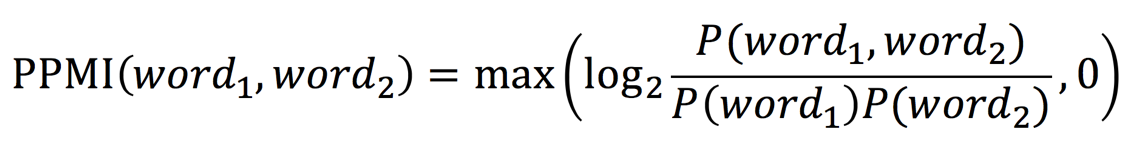 PPMI(word₁, word₂) = max(log₂ P(word₁, word₂) / P(word₁)P(word₂), 0)